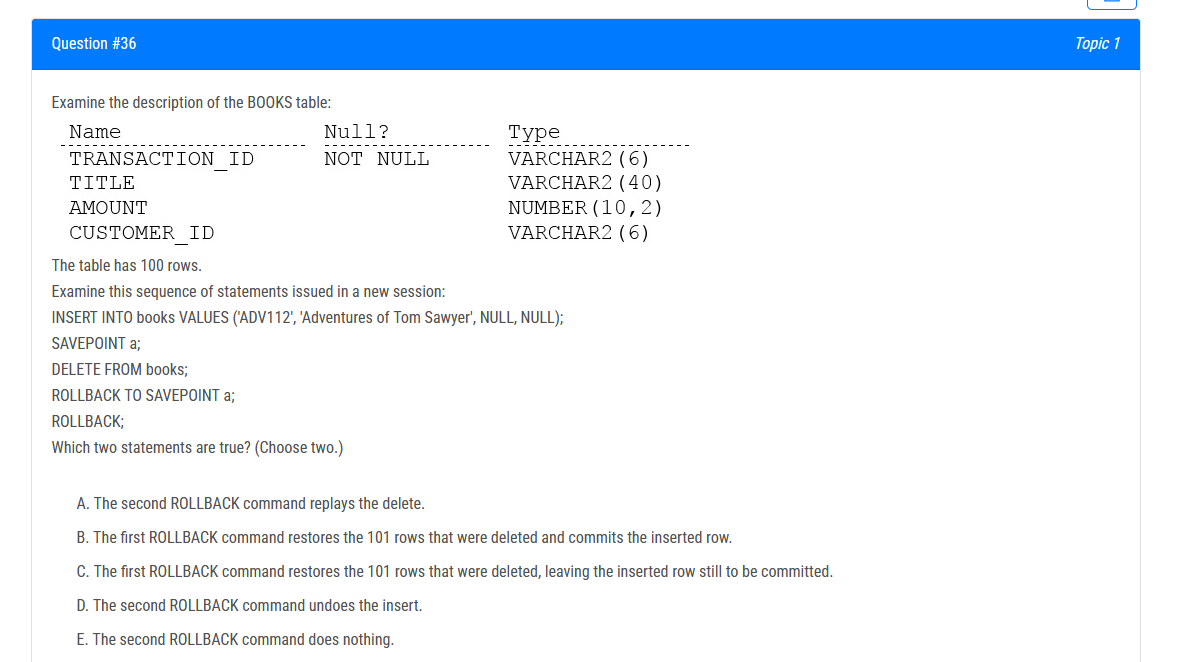 Question #36 Topic 1
Examine the description of the BOOKS table:
Name Null? Type
TRANSACTION_ID NOT NULL VARCHAR2(6)
TITLE VARCHAR2(40)
AMOUNT NUMBER(10,2)
CUSTOMER_ID VARCHAR2(6)
The table has 100 rows.
Examine this sequence of statements issued in a new session:
INSERT INTO books VALUES ('ADV112', 'Adventures of Tom Sawyer', NULL, NULL);
SAVEPOINT a;
DELETE FROM books;
ROLLBACK TO SAVEPOINT a;
ROLLBACK;
Which two statements are true? (Choose two.)
A. The second ROLLBACK command replays the delete.
B. The first ROLLBACK command restores the 101 rows that were deleted and commits the inserted row.
C. The first ROLLBACK command restores the 101 rows that were deleted, leaving the inserted row still to be committed.
D. The second ROLLBACK command undoes the insert.
E. The second ROLLBACK command does nothing.